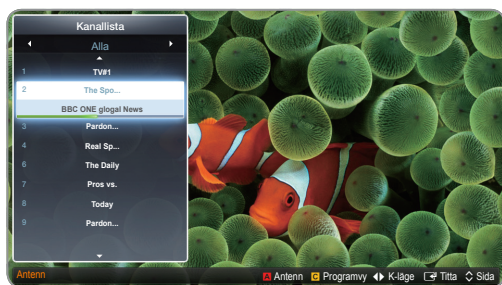 Kanallista
Alla
1 TV#1
2 The Spo...
BBC ONE glogal News
3 Pardon...
4 Real Sp...
6 The Daily
7 Pros vs.
8 Today
9 Pardon...
Antenn
A Antenn C Programvy K-läge Titta Sida